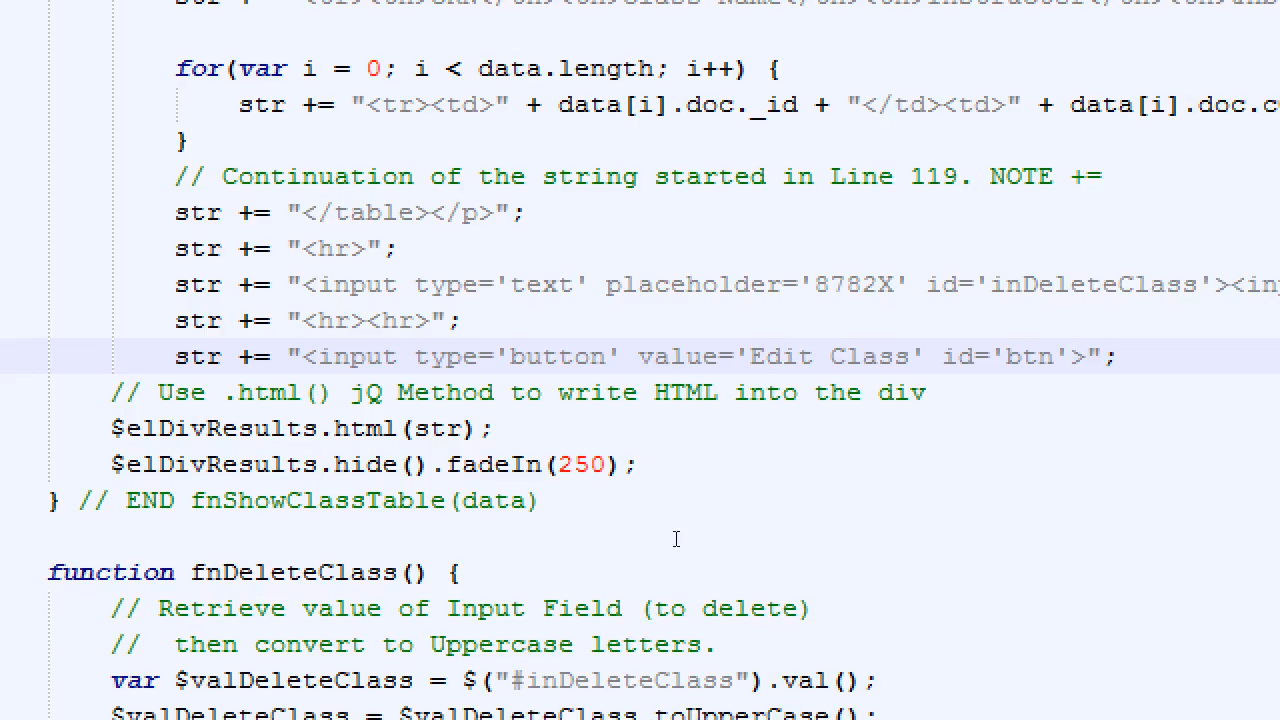 for(var i = 0; i < data.length; i++) {
str += "<tr><td>" + data[i].doc._id + "</td><td>" + data[i].doc.c
}
// Continuation of the string started in Line 119. NOTE +=
str += "</table></p>";
str += "<hr>";
str += "<input type='text' placeholder='8782X' id='inDeleteClass'><in
str += "<hr><hr>";
str += "<input type='button' value='Edit Class' id='btn'>";
// Use .html() jQ Method to write HTML into the div
$elDivResults.html(str);
$elDivResults.hide().fadeIn(250);
} // END fnShowClassTable(data)
function fnDeleteClass() {
// Retrieve value of Input Field (to delete)
//  then convert to Uppercase letters.
var $valDeleteClass = $("#inDeleteClass").val();
$valDeleteClass = $valDeleteClass.toUpperCase();